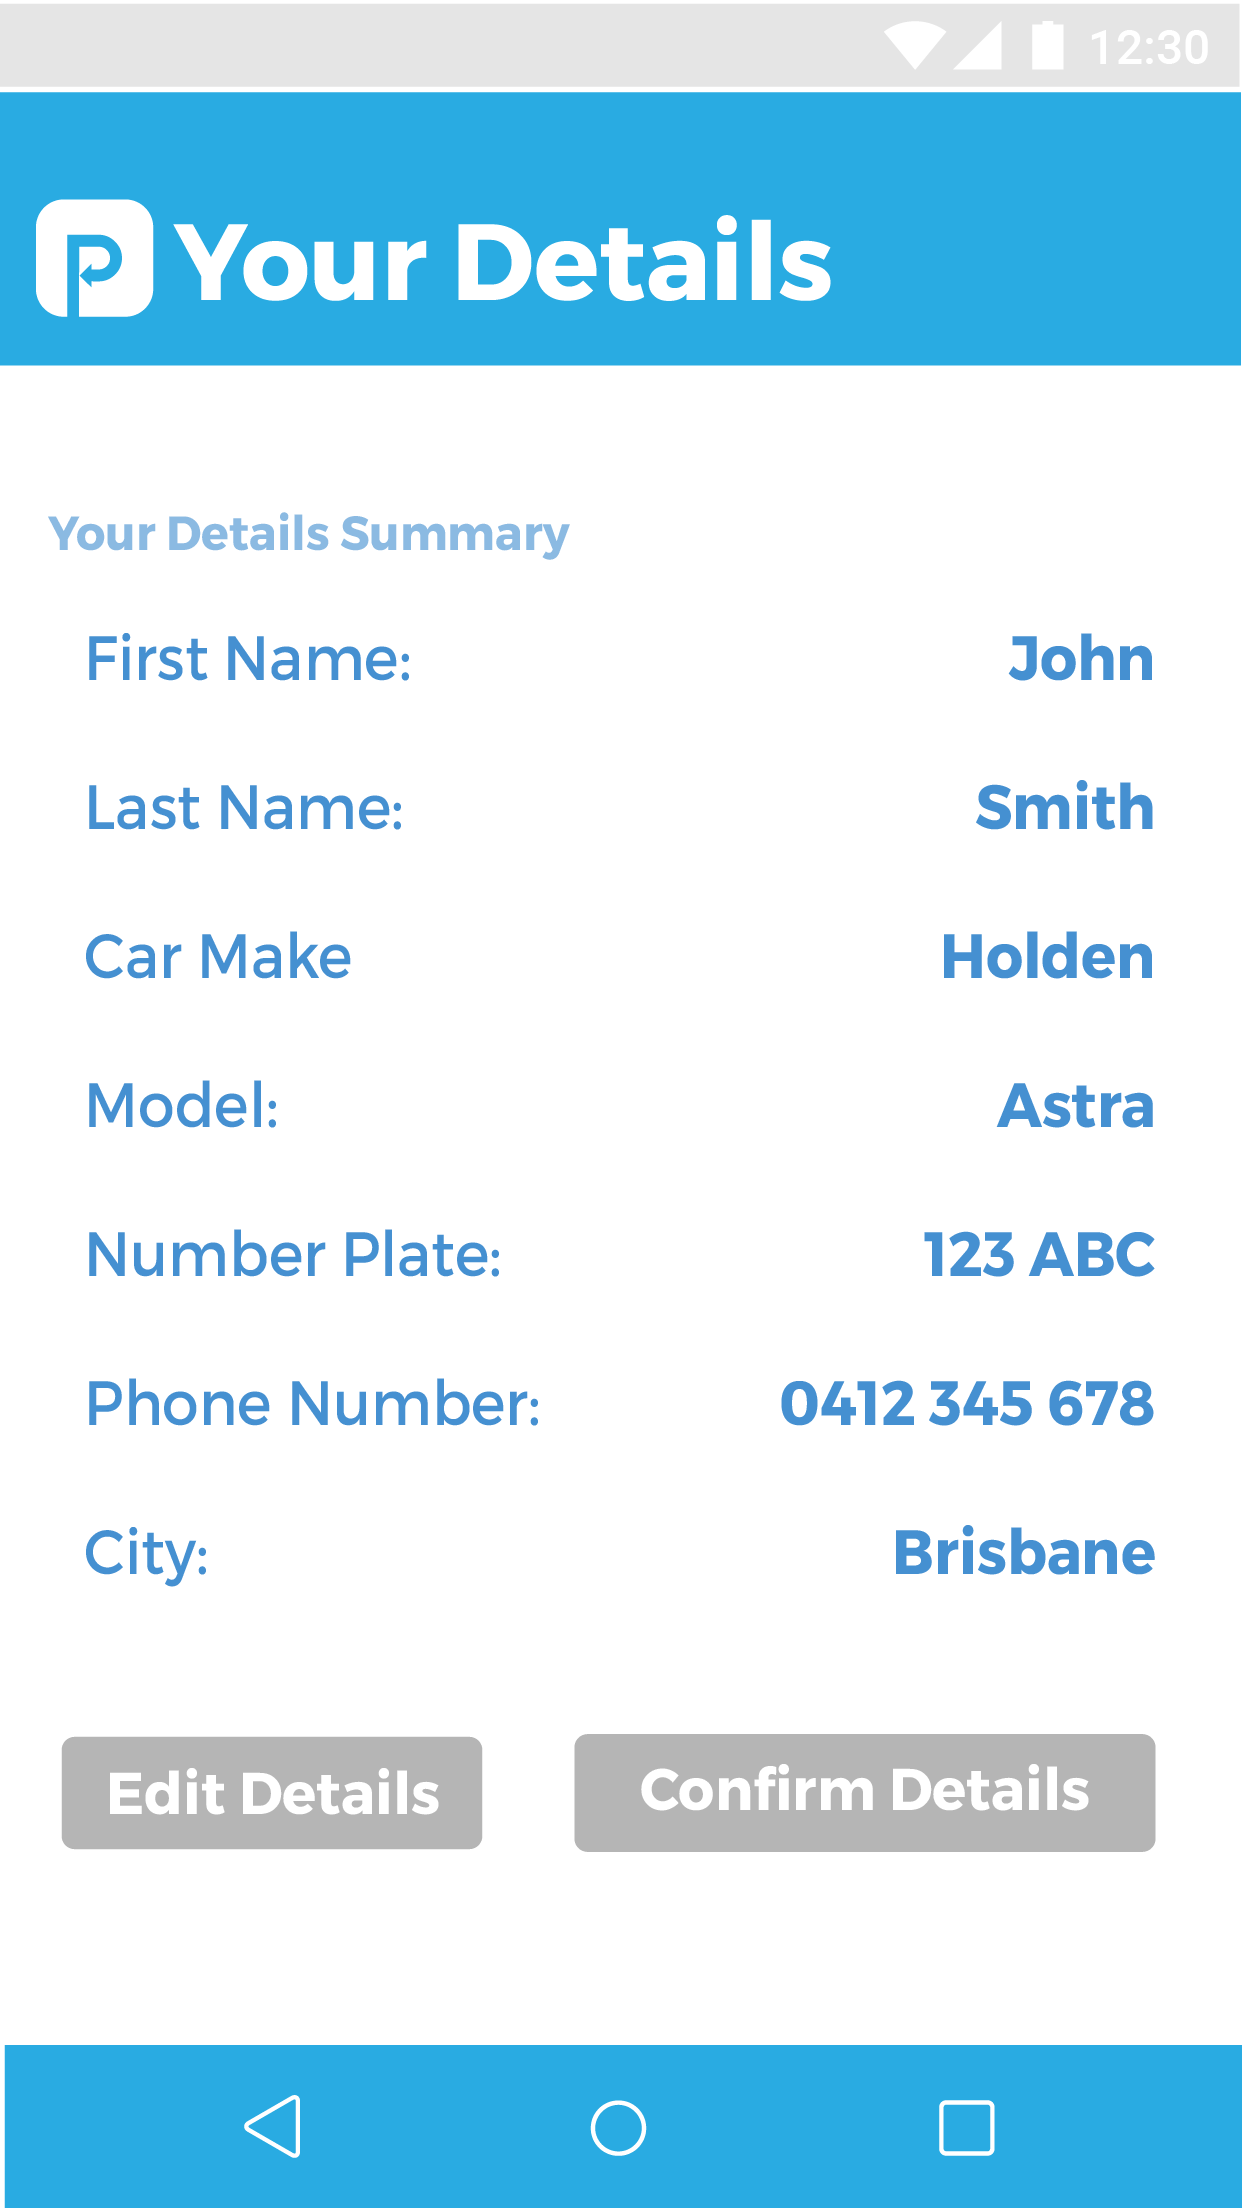 12:30
P Your Details
Your Details Summary
First Name: John
Last Name: Smith
Car Make Holden
Model: Astra
Number Plate: 123 ABC
Phone Number: 0412 345 678
City: Brisbane
Edit Details Confirm Details